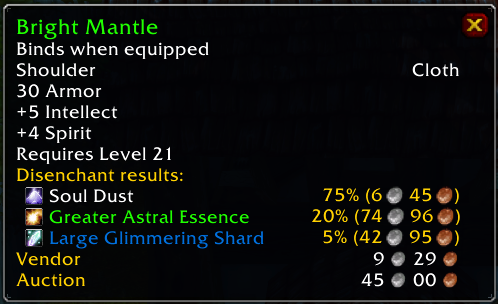 Bright Mantle
Binds when equipped
Shoulder Cloth
30 Armor
+5 Intellect
+4 Spirit
Requires Level 21
Disenchant results:
Soul Dust 75% (6 45)
Greater Astral Essence 20% (74 96)
Large Glimmering Shard 5% (42 95)
Vendor 9 29
Auction 45 00